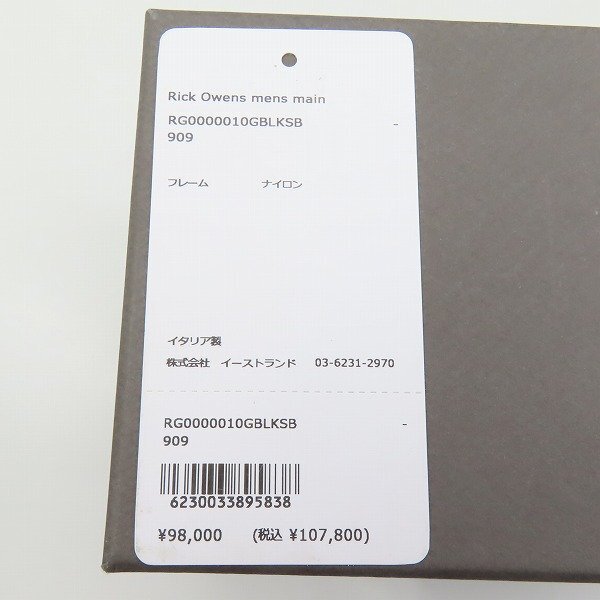 Rick Owens mens main
RG0000010GBLKSB -
909
フレーム ナイロン
イタリア製
株式会社 イーストランド 03-6231-2970
RG0000010GBLKSB -
909
6230033895838
¥98,000 (税込 ¥107,800)